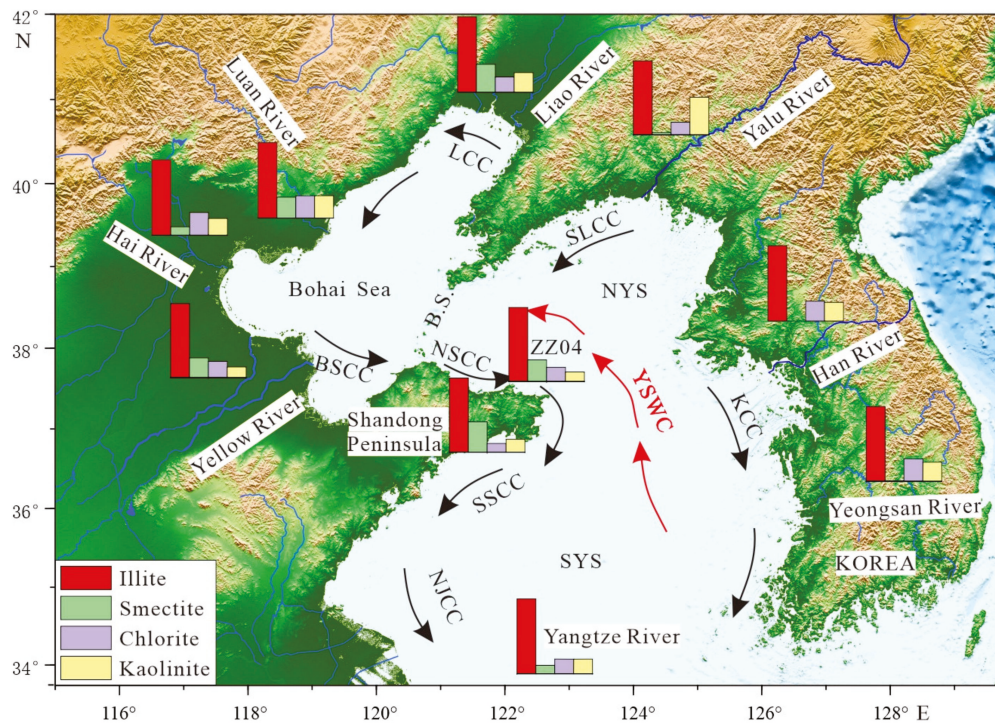 42°
N
40°
38°
36°
34°
Luan River
Liao River
Yalu River
LCC
Hai River
SLCC
Bohai Sea
B.S.
NYS
ZZ04
BSCC
NSCC
Han River
YSWC
KCC
Yellow River
Shandong
Peninsula
SSCC
Yeongsan River
SYS
KOREA
NJCC
Yangtze River
Illite
Smectite
Chlorite
Kaolinite
116°
118°
120°
122°
124°
126°
128°
E